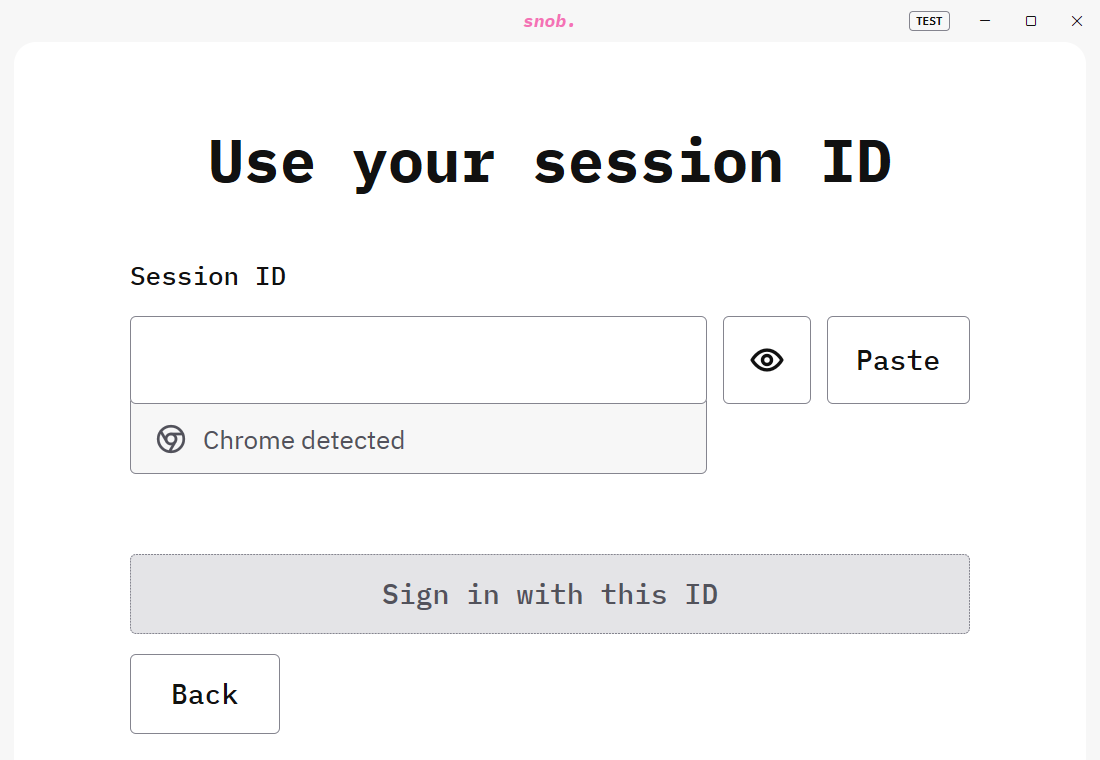 snob.
TEST
Use your session ID
Session ID
Paste
Chrome detected
Sign in with this ID
Back